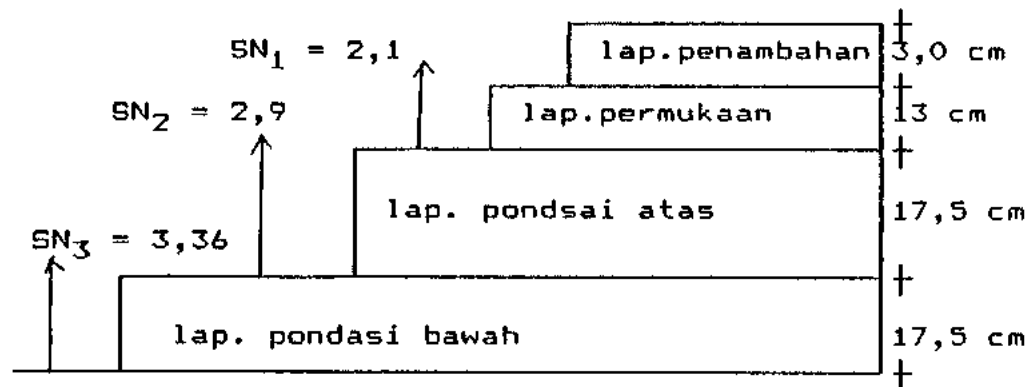 SN₁ = 2,1
lap.penambahan 3,0 cm
SN₂ = 2,9
lap.permukaan 13 cm
lap. pondsai atas 17,5 cm
SN₃ = 3,36
lap. pondasi bawah 17,5 cm